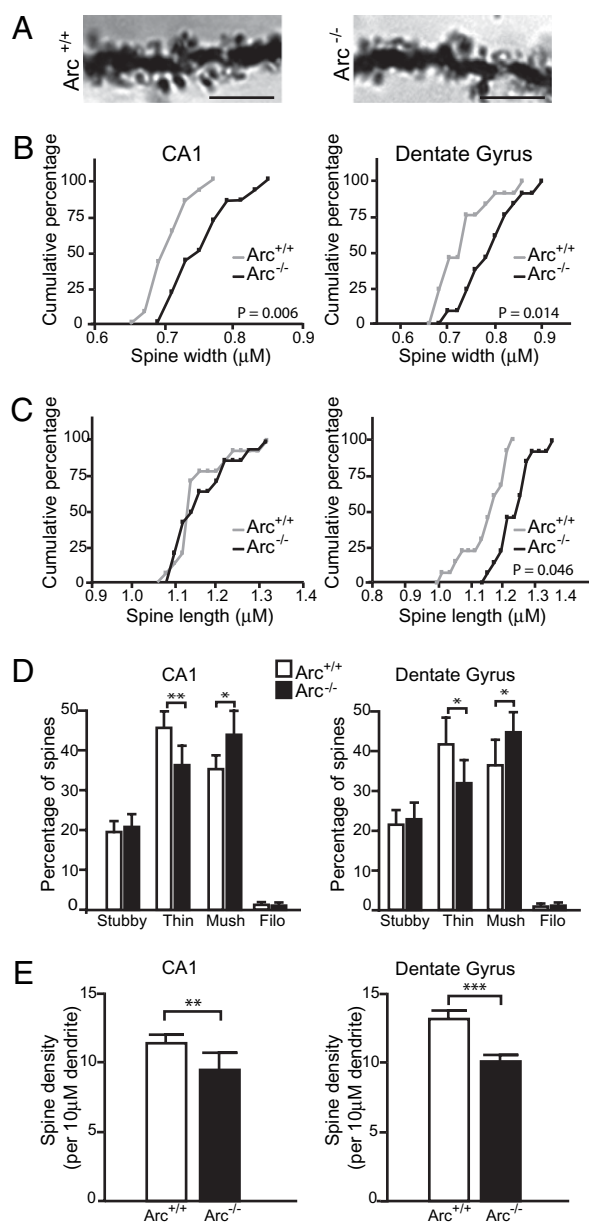 A
Arc+/+
Arc-/-
B
CA1
Dentate Gyrus
Cumulative percentage
100
75
50
25
0
Arc+/+
Arc-/-
P = 0.006
0.6 0.7 0.8 0.9
Spine width (μM)
Cumulative percentage
100
75
50
25
0
Arc+/+
Arc-/-
P = 0.014
0.6 0.7 0.8 0.9
Spine width (μM)
C
Cumulative percentage
100
75
50
25
0
Arc+/+
Arc-/-
0.9 1.0 1.1 1.2 1.3 1.4
Spine length (μM)
Cumulative percentage
100
75
50
25
0
Arc+/+
Arc-/-
P = 0.046
0.8 1.0 1.1 1.2 1.3 1.4
Spine length (μM)
D
CA1
Arc+/+
Arc-/-
Dentate Gyrus
Percentage of spines
50
40
30
20
10
0
** *
Stubby Thin Mush Filo
Percentage of spines
50
40
30
20
10
0
* *
Stubby Thin Mush Filo
E
CA1
Dentate Gyrus
Spine density
(per 10μM dendrite)
15
10
5
0
**
Arc+/+ Arc-/-
Spine density
(per 10μM dendrite)
15
10
5
0
***
Arc+/+ Arc-/-